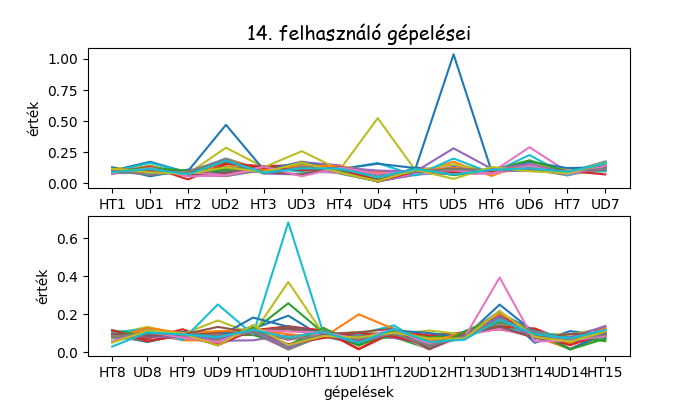 14. felhasználó gépelései
érték
1.00
0.75
0.50
0.25
0.00
HT1 UD1 HT2 UD2 HT3 UD3 HT4 UD4 HT5 UD5 HT6 UD6 HT7 UD7
érték
0.6
0.4
0.2
0.0
HT8 UD8 HT9 UD9 HT10 UD10 HT11 UD11 HT12 UD12 HT13 UD13 HT14 UD14 HT15
gépelések